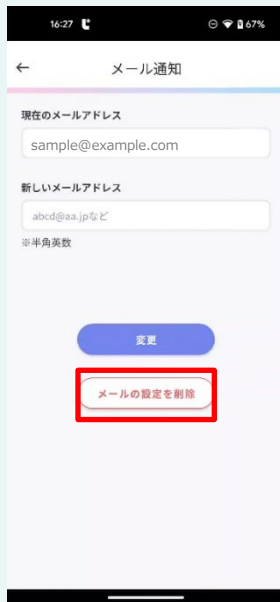 16:27 67%
メール通知
現在のメールアドレス
sample@example.com
新しいメールアドレス
abcd@aa.jpなど
※半角英数
変更
メールの設定を削除